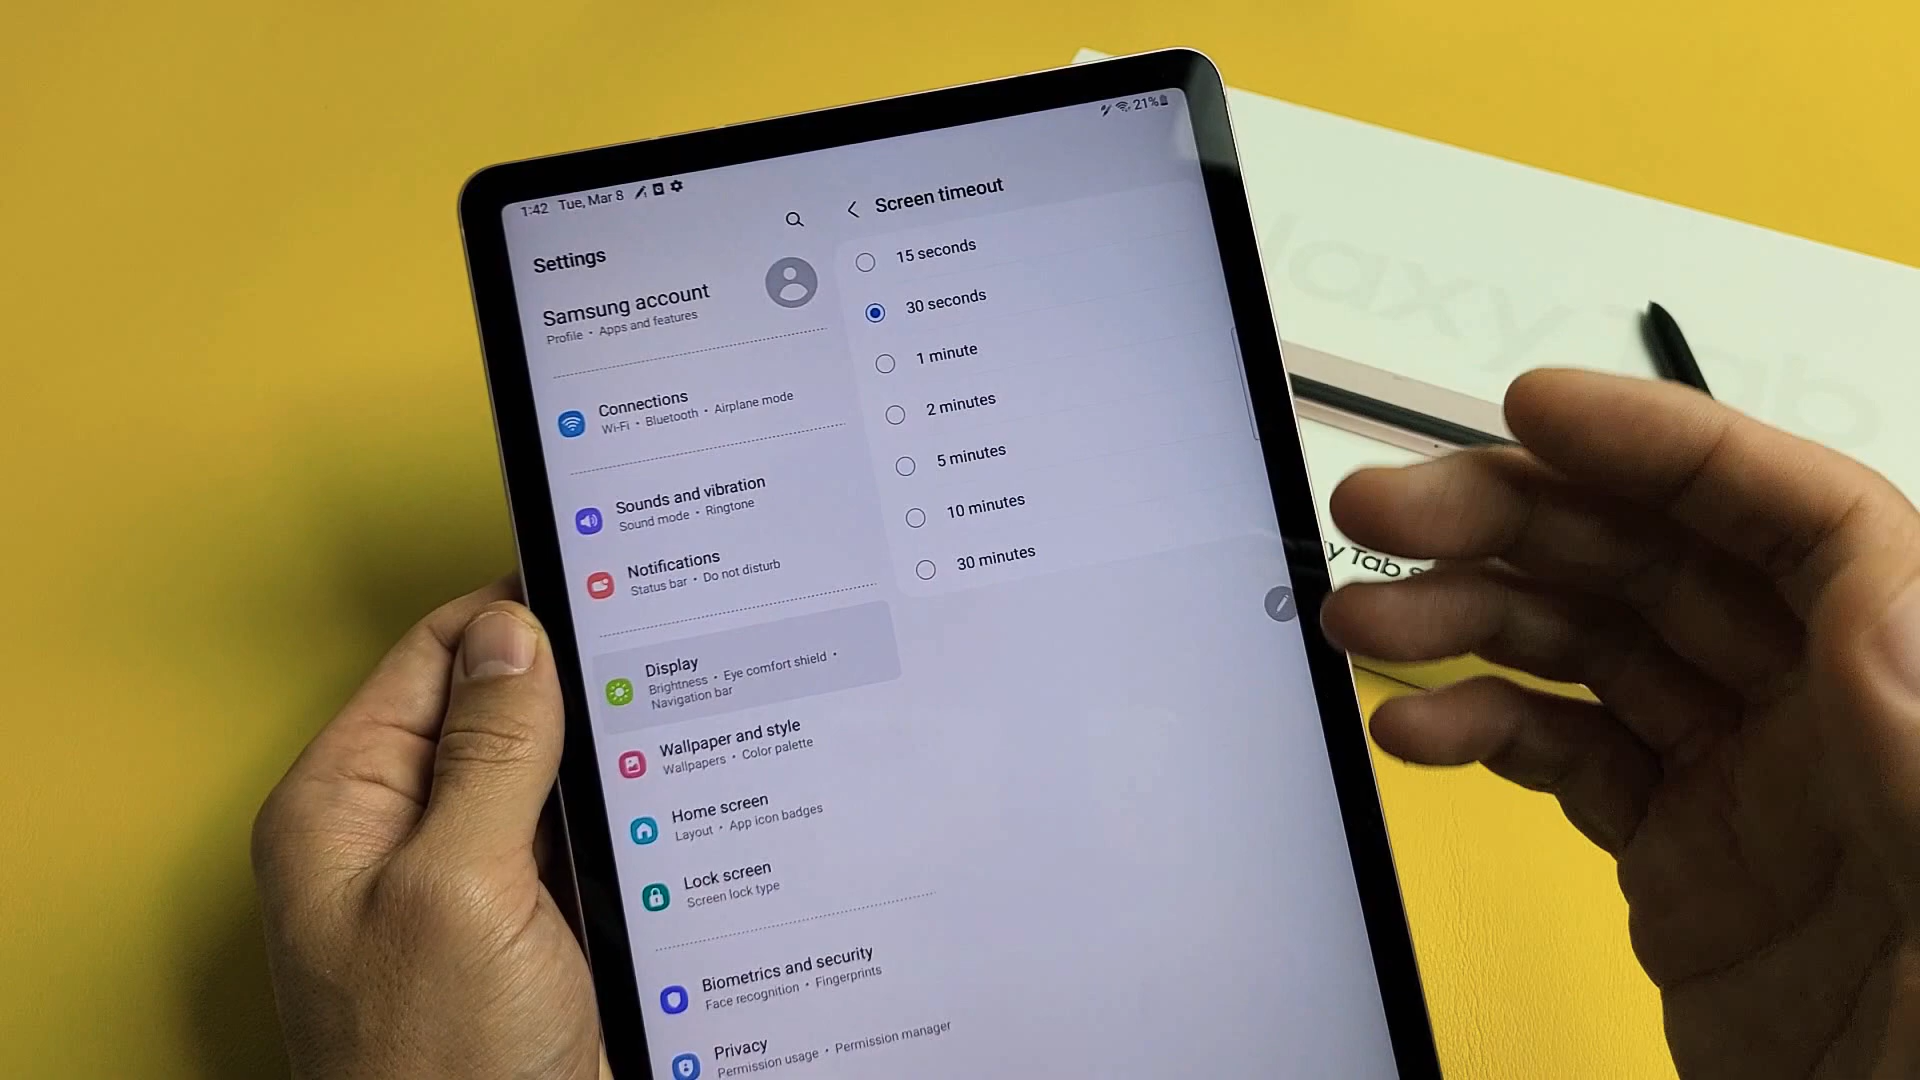 1:42 Tue, Mar 8
21%
Settings
Samsung account
Profile • Apps and features
Connections
Wi-Fi • Bluetooth • Airplane mode
Sounds and vibration
Sound mode • Ringtone
Notifications
Status bar • Do not disturb
Display
Brightness • Eye comfort shield •
Navigation bar
Wallpaper and style
Wallpapers • Color palette
Home screen
Layout • App icon badges
Lock screen
Screen lock type
Biometrics and security
Face recognition • Fingerprints
Privacy
Permission usage • Permission manager
Screen timeout
15 seconds
30 seconds
1 minute
2 minutes
5 minutes
10 minutes
30 minutes
laxy Tab
y Tab S